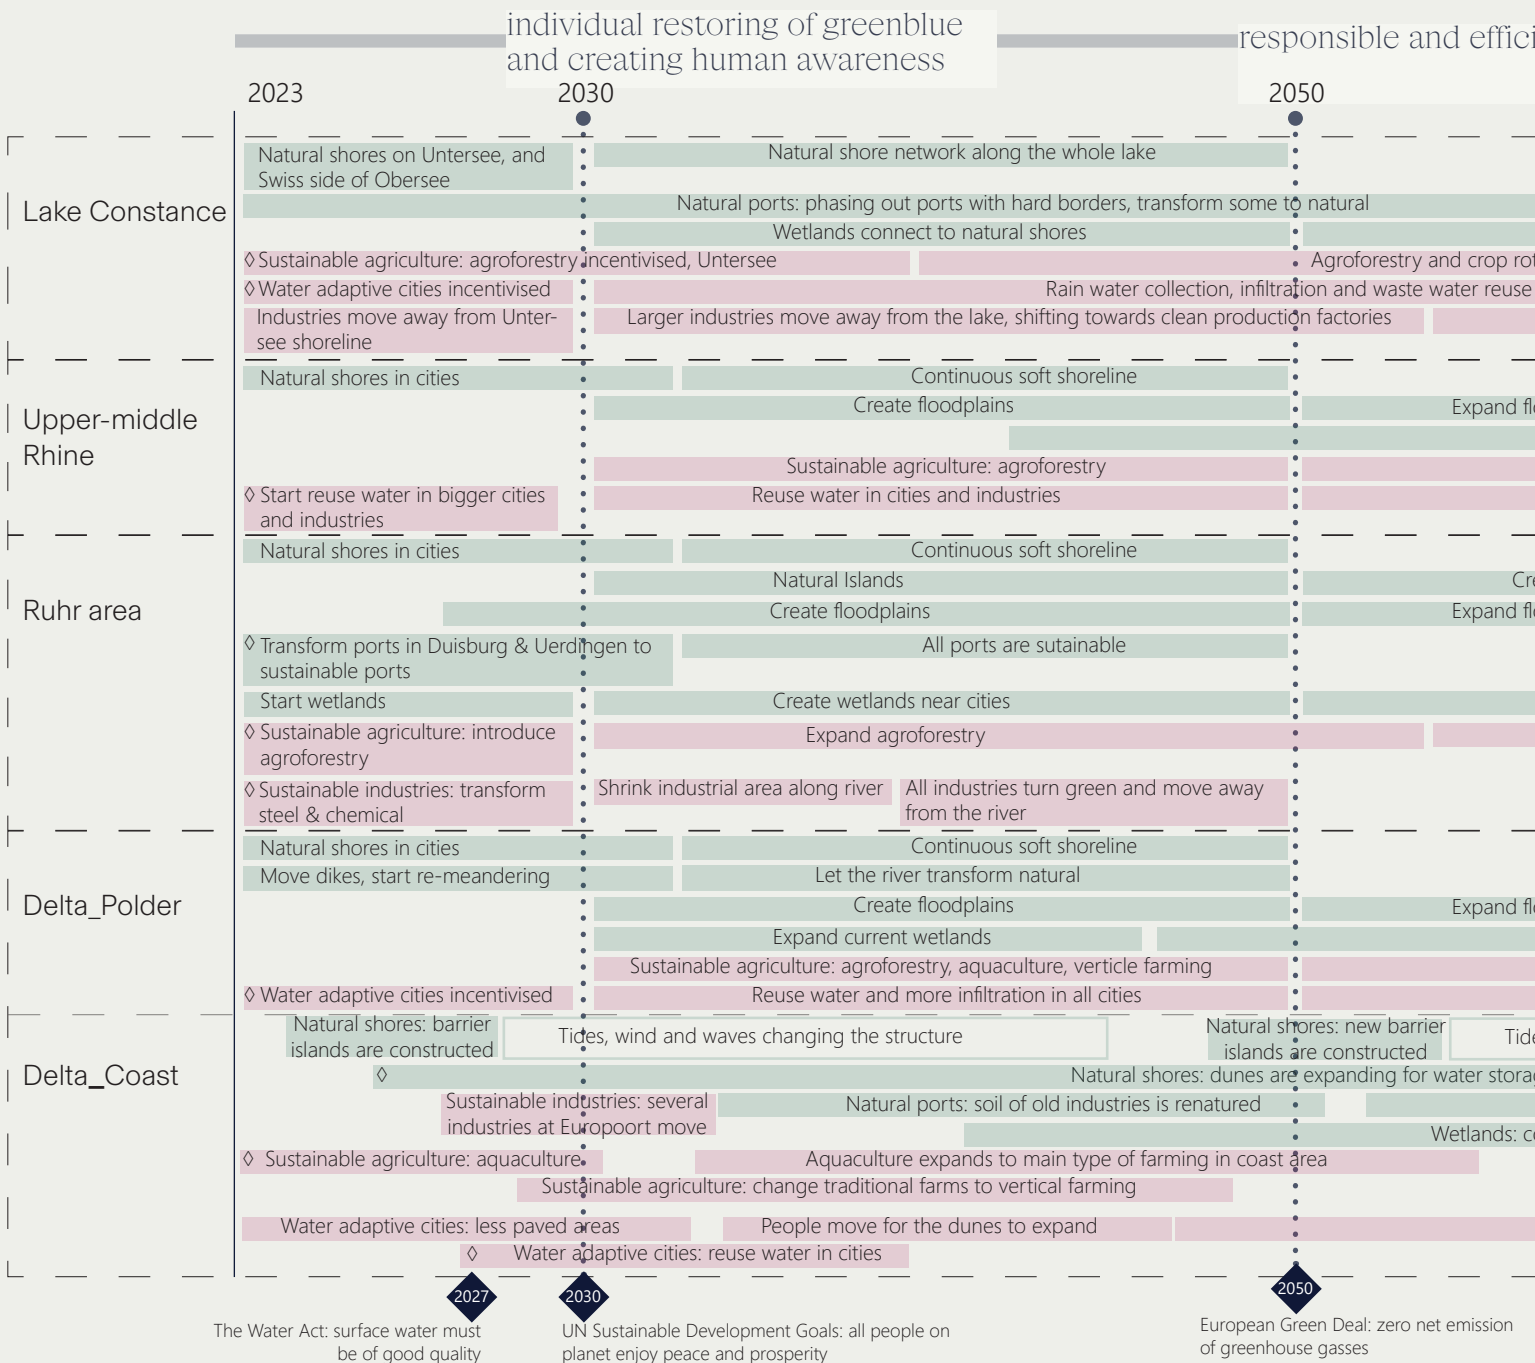 individual restoring of greenblue
and creating human awareness
responsible and effici
2023
2030
2050
Lake Constance
Natural shores on Untersee, and
Swiss side of Obersee
Natural shore network along the whole lake
Natural ports: phasing out ports with hard borders, transform some to natural
Wetlands connect to natural shores
◊ Sustainable agriculture: agroforestry incentivised, Untersee
Agroforestry and crop rot
◊ Water adaptive cities incentivised
Rain water collection, infiltration and waste water reuse
Industries move away from Unter-
see shoreline
Larger industries move away from the lake, shifting towards clean production factories
Upper-middle
Rhine
Natural shores in cities
Continuous soft shoreline
Create floodplains
Expand flo
Sustainable agriculture: agroforestry
◊ Start reuse water in bigger cities
and industries
Reuse water in cities and industries
Ruhr area
Natural shores in cities
Continuous soft shoreline
Natural Islands
Cre
Create floodplains
Expand flo
◊ Transform ports in Duisburg & Uerdingen to
sustainable ports
All ports are sutainable
Start wetlands
Create wetlands near cities
◊ Sustainable agriculture: introduce
agroforestry
Expand agroforestry
◊ Sustainable industries: transform
steel & chemical
Shrink industrial area along river
All industries turn green and move away
from the river
Delta_Polder
Natural shores in cities
Continuous soft shoreline
Move dikes, start re-meandering
Let the river transform natural
Create floodplains
Expand flo
Expand current wetlands
Sustainable agriculture: agroforestry, aquaculture, verticle farming
◊ Water adaptive cities incentivised
Reuse water and more infiltration in all cities
Delta_Coast
Natural shores: barrier
islands are constructed
Tides, wind and waves changing the structure
Natural shores: new barrier
islands are constructed
Tide
◊
Natural shores: dunes are expanding for water storag
Sustainable industries: several
industries at Europoort move
Natural ports: soil of old industries is renatured
Wetlands: co
◊ Sustainable agriculture: aquaculture
Aquaculture expands to main type of farming in coast area
Sustainable agriculture: change traditional farms to vertical farming
Water adaptive cities: less paved areas
People move for the dunes to expand
◊ Water adaptive cities: reuse water in cities
2027
2030
2050
The Water Act: surface water must
be of good quality
UN Sustainable Development Goals: all people on
planet enjoy peace and prosperity
European Green Deal: zero net emission
of greenhouse gasses